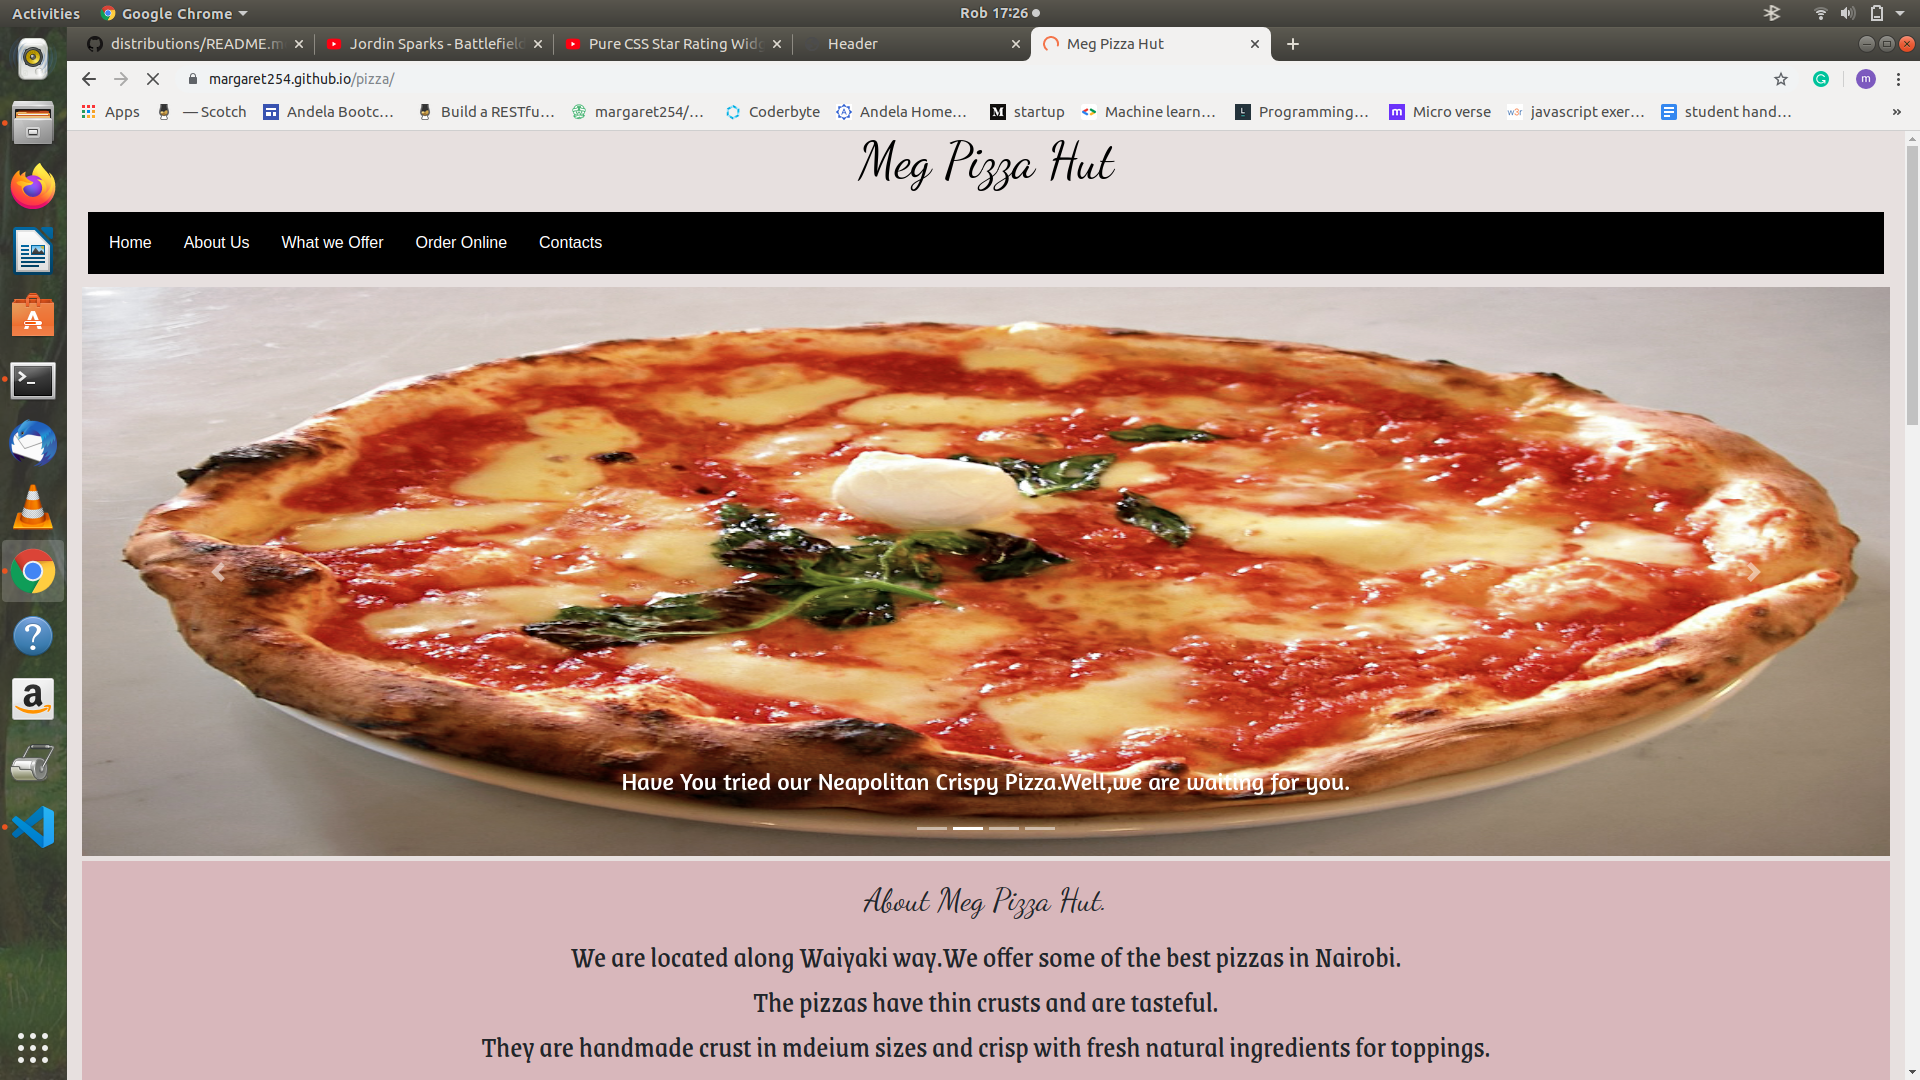 Activities Google Chrome Rob 17:26
distributions/README.m Jordin Sparks - Battlefield Pure CSS Star Rating Widg Header Meg Pizza Hut
margaret254.github.io/pizza/
Apps — Scotch Andela Bootc... Build a RESTfu... margaret254/... Coderbyte Andela Home... startup Machine learn... Programming... Micro verse javascript exer... student hand... »
Meg Pizza Hut
Home About Us What we Offer Order Online Contacts
Have You tried our Neapolitan Crispy Pizza.Well,we are waiting for you.
About Meg Pizza Hut.
We are located along Waiyaki way.We offer some of the best pizzas in Nairobi.
The pizzas have thin crusts and are tasteful.
They are handmade crust in mdeium sizes and crisp with fresh natural ingredients for toppings.